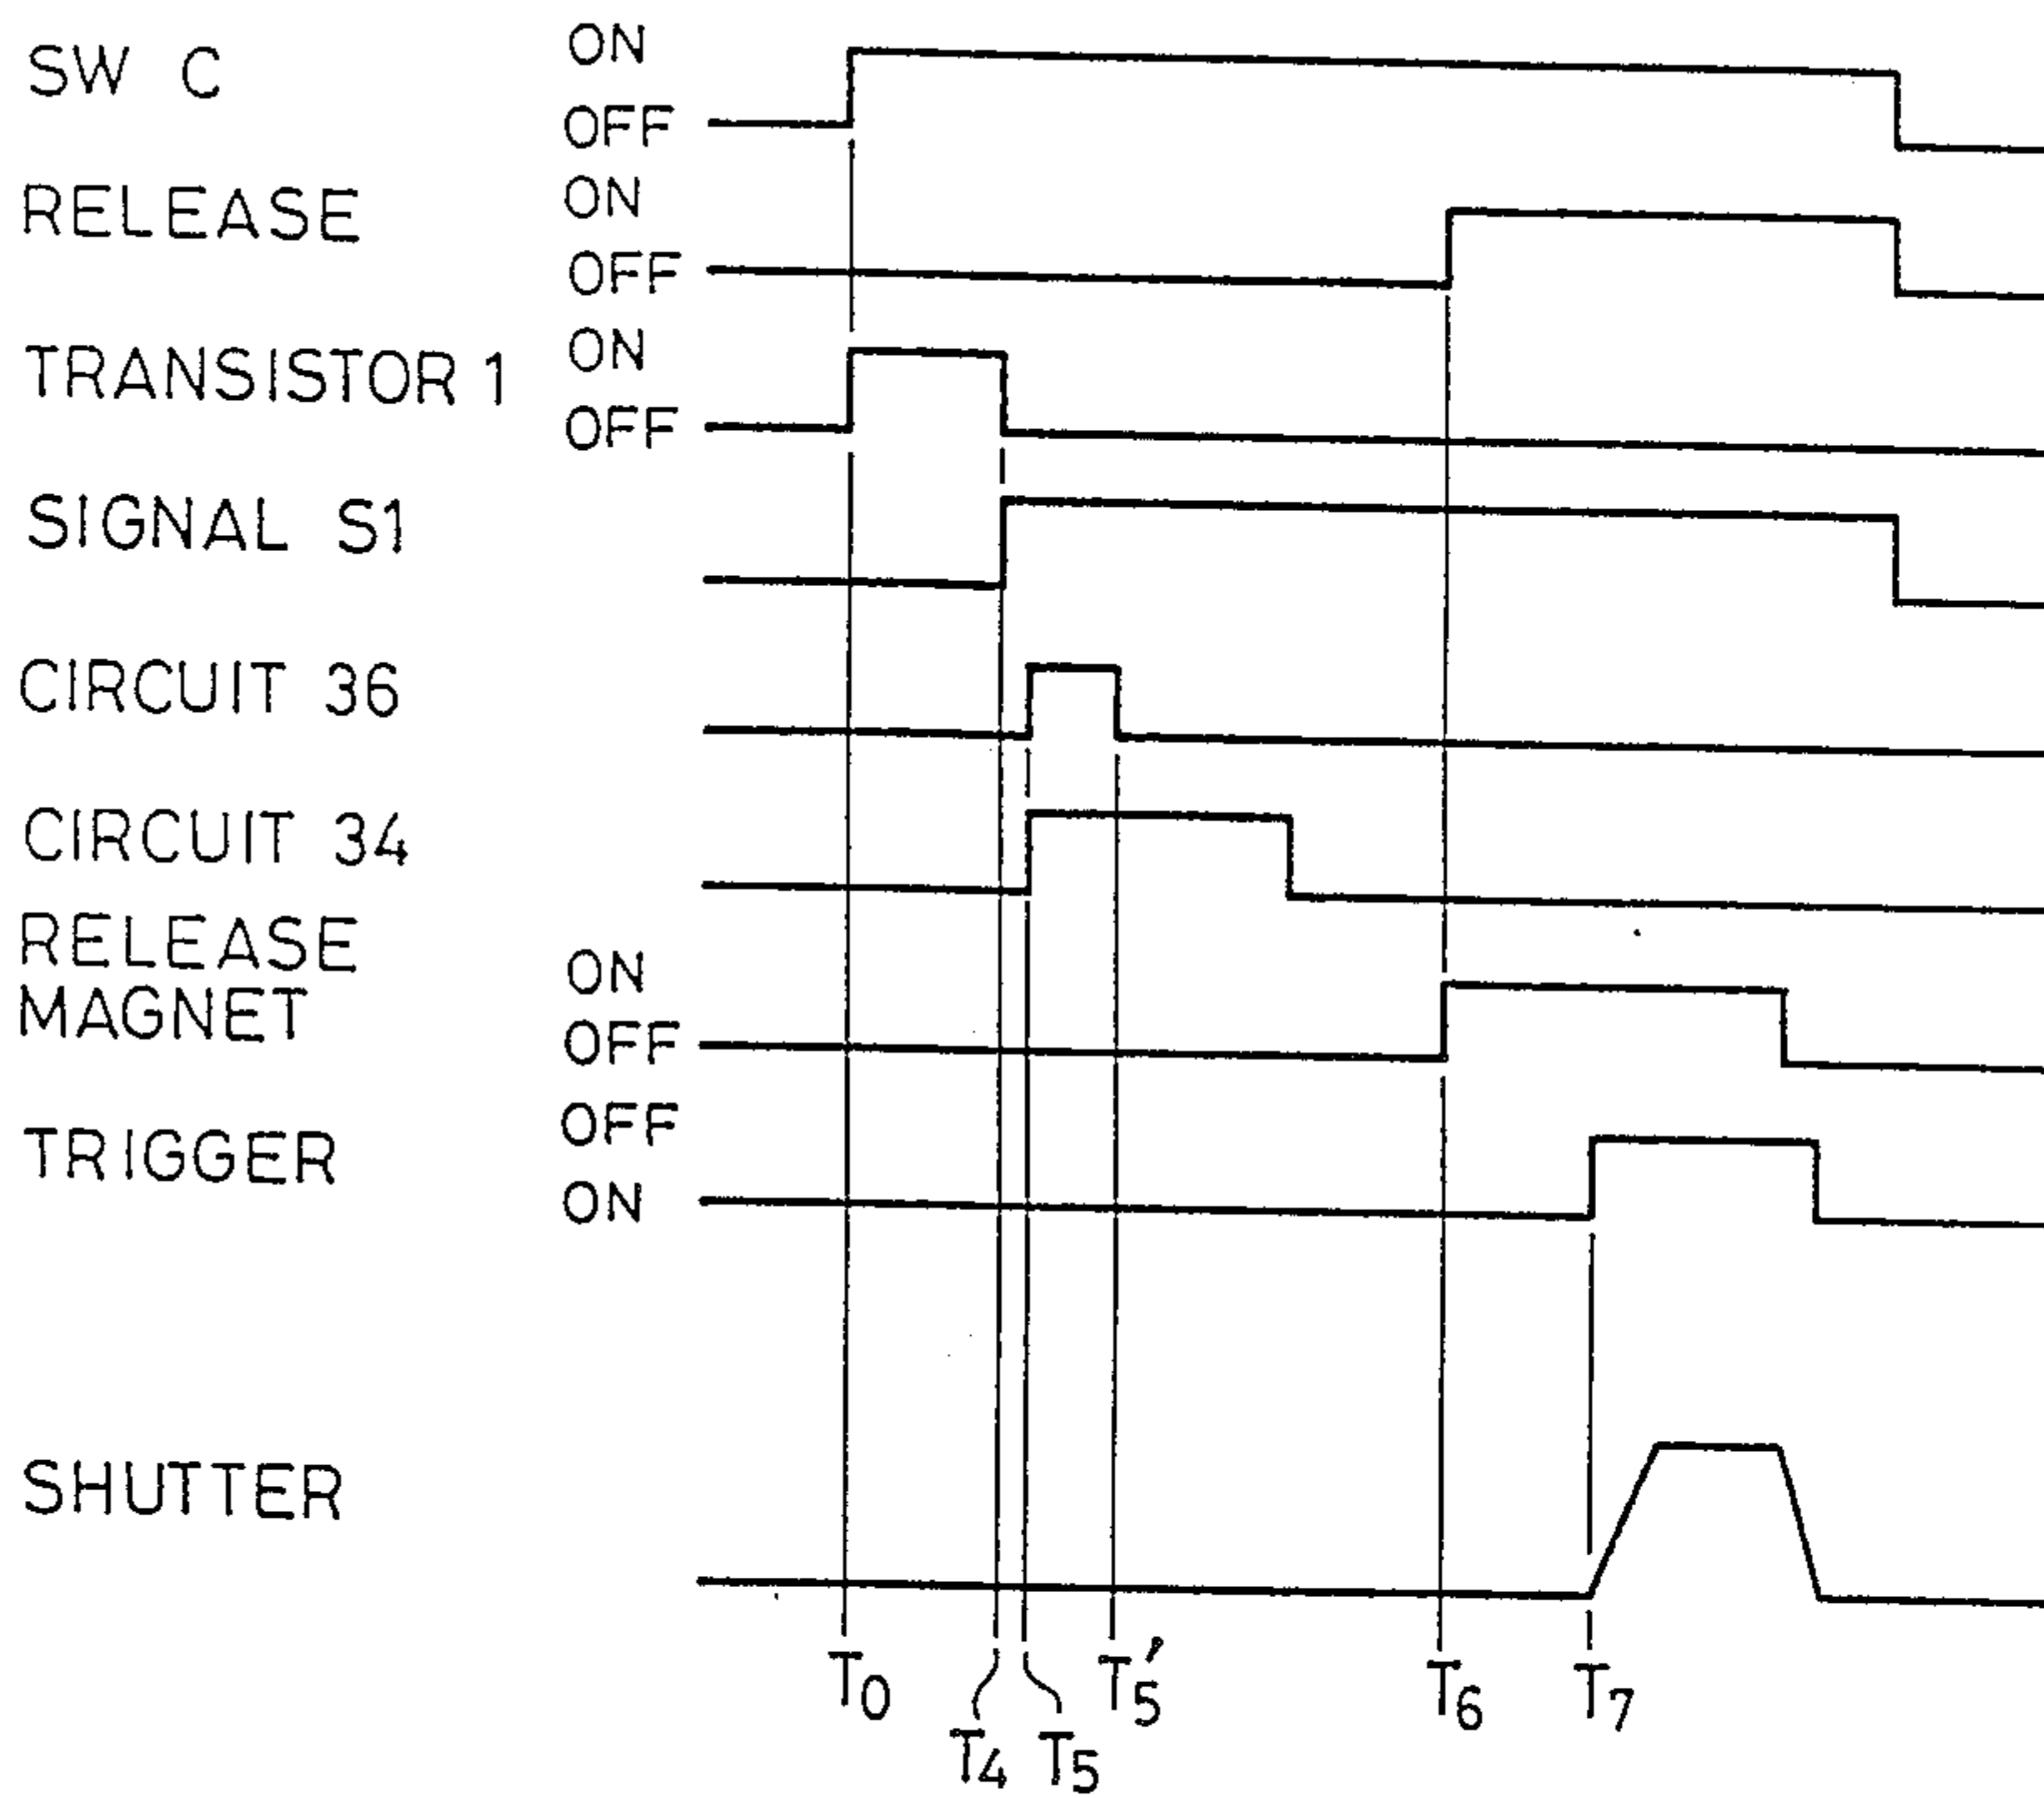 SW C
ON
OFF
RELEASE
ON
OFF
TRANSISTOR 1
ON
OFF
SIGNAL S1
CIRCUIT 36
CIRCUIT 34
RELEASE
MAGNET
ON
OFF
TRIGGER
OFF
ON
SHUTTER
T0
T4
T5
T5'
T6
T7